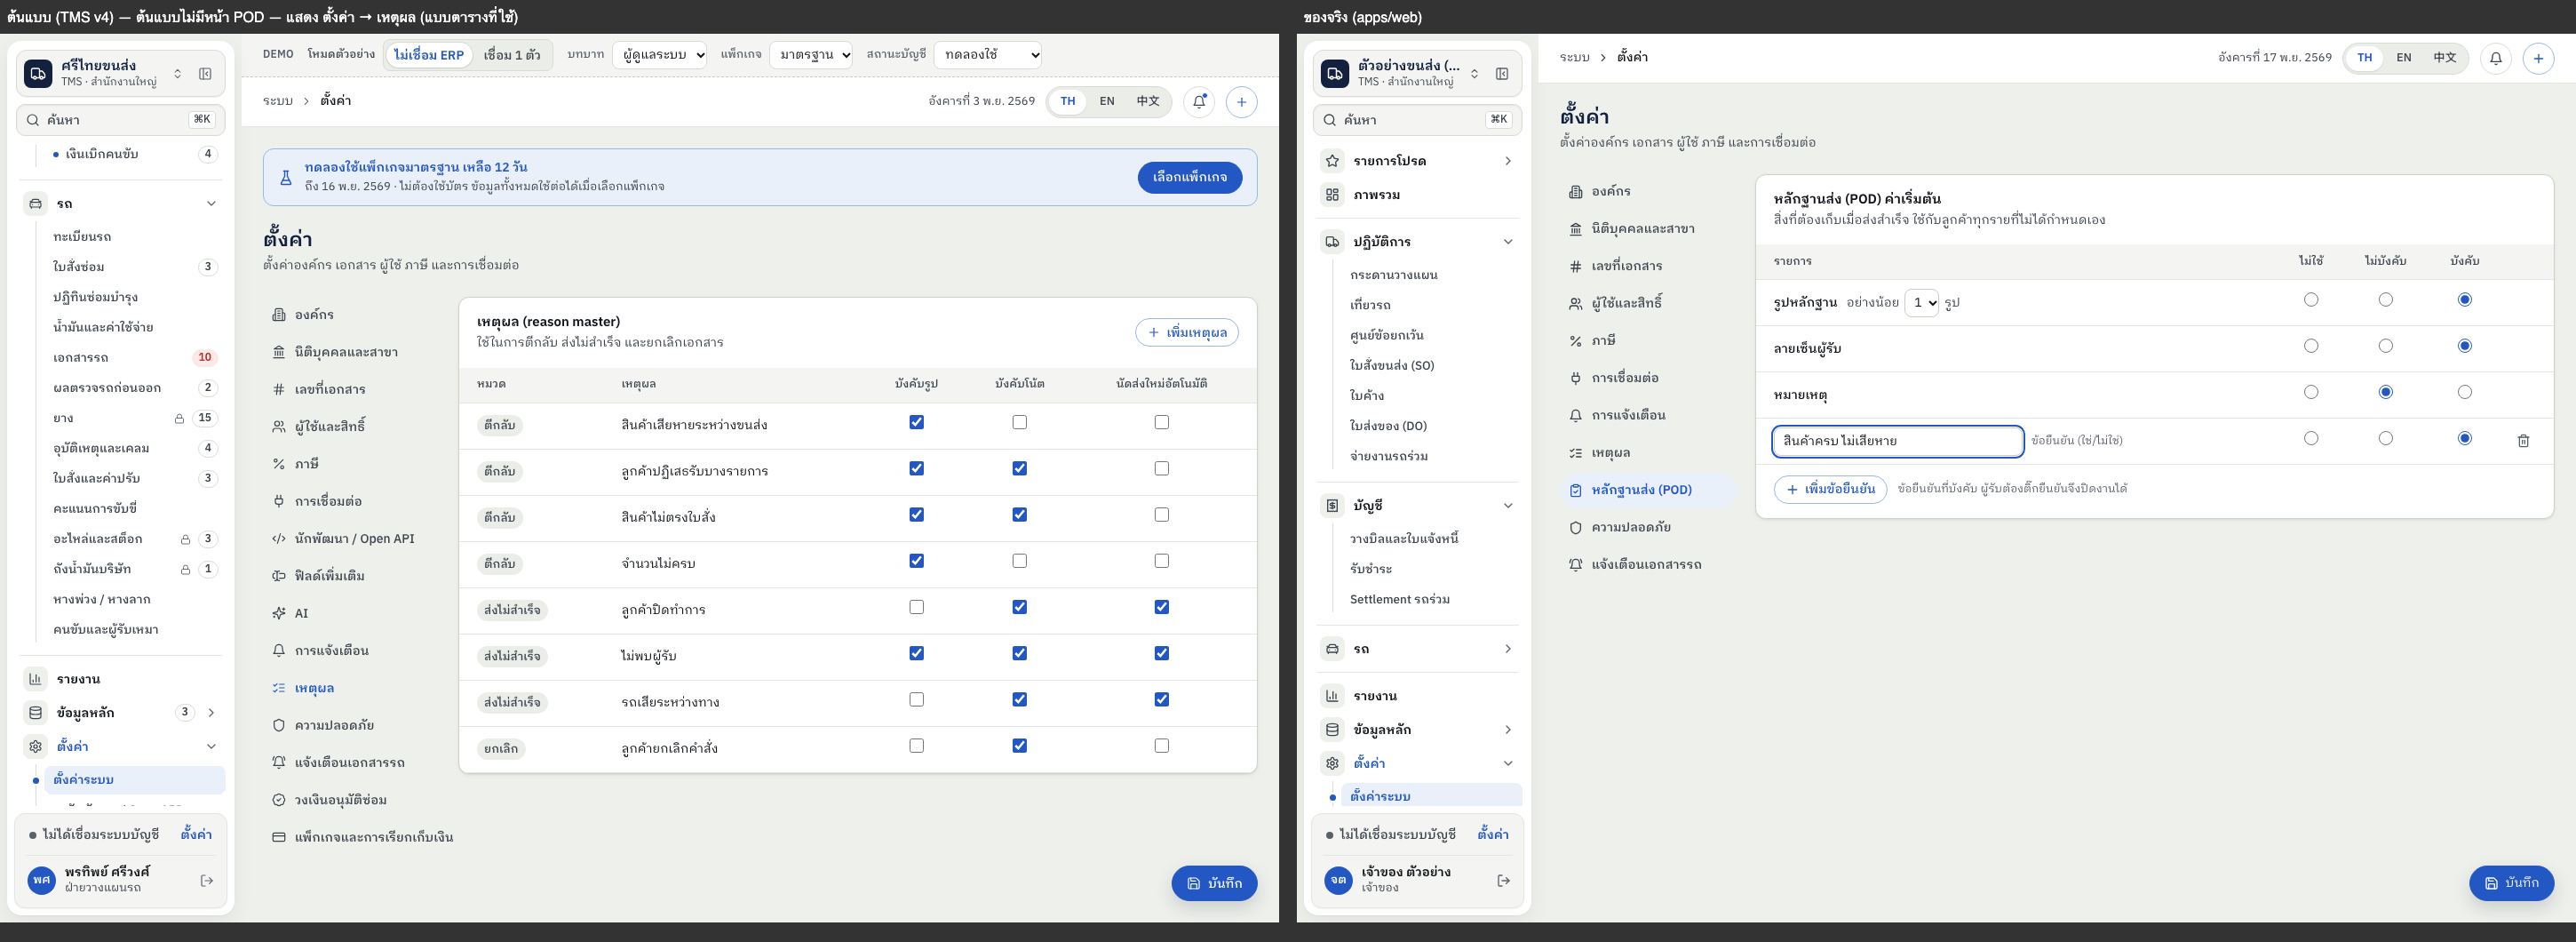 ต้นแบบ (TMS v4) — ต้นแบบไม่มีหน้า POD — แสดง ตั้งค่า → เหตุผล (แบบตารางที่ใช้)
ศรีไทยขนส่ง
TMS · สำนักงานใหญ่
ค้นหา ⌘K
เงินเบิกคนขับ 4
รถ
ทะเบียนรถ
ใบสั่งซ่อม 3
ปฏิทินซ่อมบำรุง
น้ำมันและค่าใช้จ่าย
เอกสารรถ 10
ผลตรวจรถก่อนออก 2
ยาง 15
อุบัติเหตุและเคลม 4
ใบสั่งและค่าปรับ 3
คะแนนการขับขี่
อะไหล่และสต็อก 3
ถังน้ำมันบริษัท 1
หางพ่วง / หางลาก
คนขับและผู้รับเหมา
รายงาน
ข้อมูลหลัก 3
ตั้งค่า
ตั้งค่าระบบ
ไม่ได้เชื่อมระบบบัญชี ตั้งค่า
พศ
พรทิพย์ ศรีวงศ์
ฝ่ายวางแผนรถ
DEMO โหมดตัวอย่าง ไม่เชื่อม ERP เชื่อม 1 ตัว บทบาท ผู้ดูแลระบบ แพ็กเกจ มาตรฐาน สถานะบัญชี ทดลองใช้
ระบบ > ตั้งค่า
อังคารที่ 3 พ.ย. 2569 TH EN 中文
ทดลองใช้แพ็กเกจมาตรฐาน เหลือ 12 วัน
ถึง 16 พ.ย. 2569 · ไม่ต้องใช้บัตร ข้อมูลทั้งหมดใช้ต่อได้เมื่อเลือกแพ็กเกจ
เลือกแพ็กเกจ
ตั้งค่า
ตั้งค่าองค์กร เอกสาร ผู้ใช้ ภาษี และการเชื่อมต่อ
องค์กร
นิติบุคคลและสาขา
เลขที่เอกสาร
ผู้ใช้และสิทธิ์
ภาษี
การเชื่อมต่อ
นักพัฒนา / Open API
ฟิลด์เพิ่มเติม
AI
การแจ้งเตือน
เหตุผล
ความปลอดภัย
แจ้งเตือนเอกสารรถ
วงเงินอนุมัติซ่อม
แพ็กเกจและการเรียกเก็บเงิน
เหตุผล (reason master)
ใช้ในการตีกลับ ส่งไม่สำเร็จ และยกเลิกเอกสาร
เพิ่มเหตุผล
หมวด เหตุผล บังคับรูป บังคับโน้ต นัดส่งใหม่อัตโนมัติ
ตีกลับ สินค้าเสียหายระหว่างขนส่ง
ตีกลับ ลูกค้าปฏิเสธรับบางรายการ
ตีกลับ สินค้าไม่ตรงใบสั่ง
ตีกลับ จำนวนไม่ครบ
ส่งไม่สำเร็จ ลูกค้าปิดทำการ
ส่งไม่สำเร็จ ไม่พบผู้รับ
ส่งไม่สำเร็จ รถเสียระหว่างทาง
ยกเลิก ลูกค้ายกเลิกคำสั่ง
บันทึก
ของจริง (apps/web)
ตัวอย่างขนส่ง (...
TMS · สำนักงานใหญ่
ค้นหา ⌘K
รายการโปรด
ภาพรวม
ปฏิบัติการ
กระดานวางแผน
เที่ยวรถ
ศูนย์ข้อยกเว้น
ใบสั่งขนส่ง (SO)
ใบค้าง
ใบส่งของ (DO)
จ่ายงานรถร่วม
บัญชี
วางบิลและใบแจ้งหนี้
รับชำระ
Settlement รถร่วม
รถ
รายงาน
ข้อมูลหลัก
ตั้งค่า
ตั้งค่าระบบ
ไม่ได้เชื่อมระบบบัญชี ตั้งค่า
จต
เจ้าของ ตัวอย่าง
เจ้าของ
ระบบ > ตั้งค่า
อังคารที่ 17 พ.ย. 2569 TH EN 中文
ตั้งค่า
ตั้งค่าองค์กร เอกสาร ผู้ใช้ ภาษี และการเชื่อมต่อ
องค์กร
นิติบุคคลและสาขา
เลขที่เอกสาร
ผู้ใช้และสิทธิ์
ภาษี
การเชื่อมต่อ
การแจ้งเตือน
เหตุผล
หลักฐานส่ง (POD)
ความปลอดภัย
แจ้งเตือนเอกสารรถ
หลักฐานส่ง (POD) ค่าเริ่มต้น
สิ่งที่ต้องเก็บเมื่อส่งสำเร็จ ใช้กับลูกค้าทุกรายที่ไม่ได้กำหนดเอง
รายการ ไม่ใช้ ไม่บังคับ บังคับ
รูปหลักฐาน อย่างน้อย 1 รูป
ลายเซ็นผู้รับ
หมายเหตุ
สินค้าครบ ไม่เสียหาย ข้อยืนยัน (ใช่/ไม่ใช่)
เพิ่มข้อยืนยัน ข้อยืนยันที่บังคับ ผู้รับต้องติ๊กยืนยันจึงปิดงานได้
บันทึก